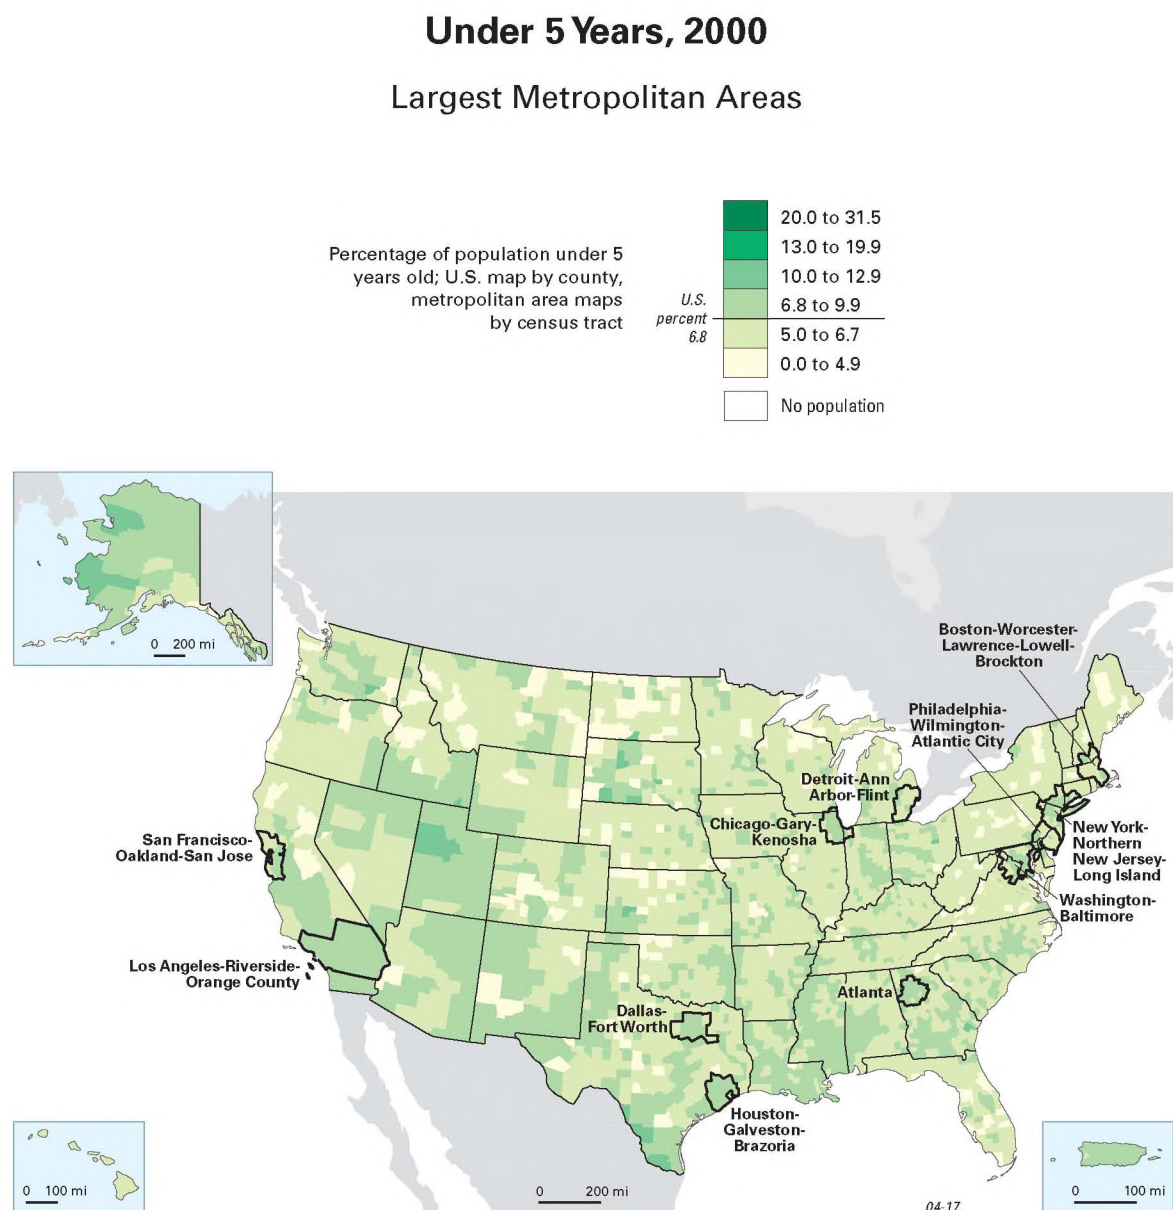 Under 5 Years, 2000
Largest Metropolitan Areas
Percentage of population under 5
years old; U.S. map by county,
metropolitan area maps
by census tract
U.S.
percent
6.8
20.0 to 31.5
13.0 to 19.9
10.0 to 12.9
6.8 to 9.9
5.0 to 6.7
0.0 to 4.9
No population
0 200 mi
Boston-Worcester-
Lawrence-Lowell-
Brockton
Philadelphia-
Wilmington-
Atlantic City
Detroit-Ann
Arbor-Flint
Chicago-Gary-
Kenosha
San Francisco-
Oakland-San Jose
New York-
Northern
New Jersey-
Long Island
Washington-
Baltimore
Los Angeles-Riverside-
Orange County
Atlanta
Dallas-
Fort Worth
Houston-
Galveston-
Brazoria
0 100 mi
0 200 mi
0 100 mi
04-17